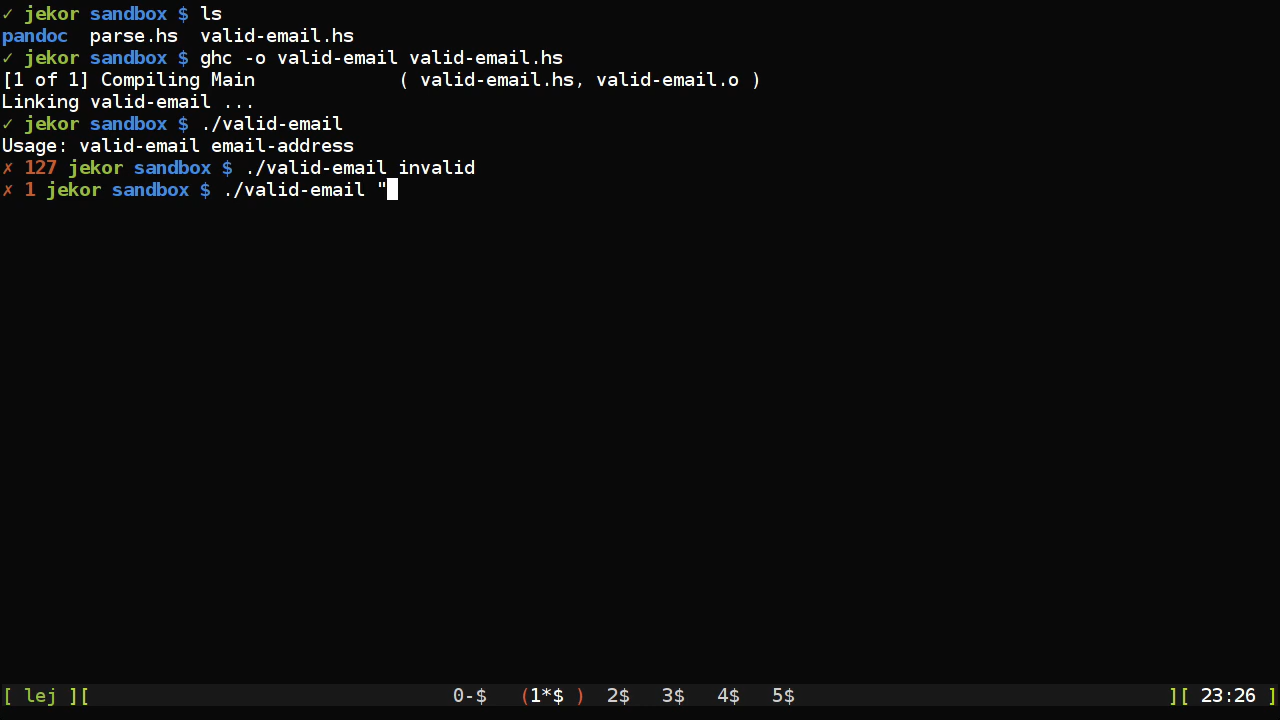 ✓ jekor sandbox $ ls
pandoc  parse.hs  valid-email.hs
✓ jekor sandbox $ ghc -o valid-email valid-email.hs
[1 of 1] Compiling Main             ( valid-email.hs, valid-email.o )
Linking valid-email ...
✓ jekor sandbox $ ./valid-email
Usage: valid-email email-address
✗ 127 jekor sandbox $ ./valid-email invalid
✗ 1 jekor sandbox $ ./valid-email "
[ lej ][ 0-$ (1*$ ) 2$ 3$ 4$ 5$ ][ 23:26 ]